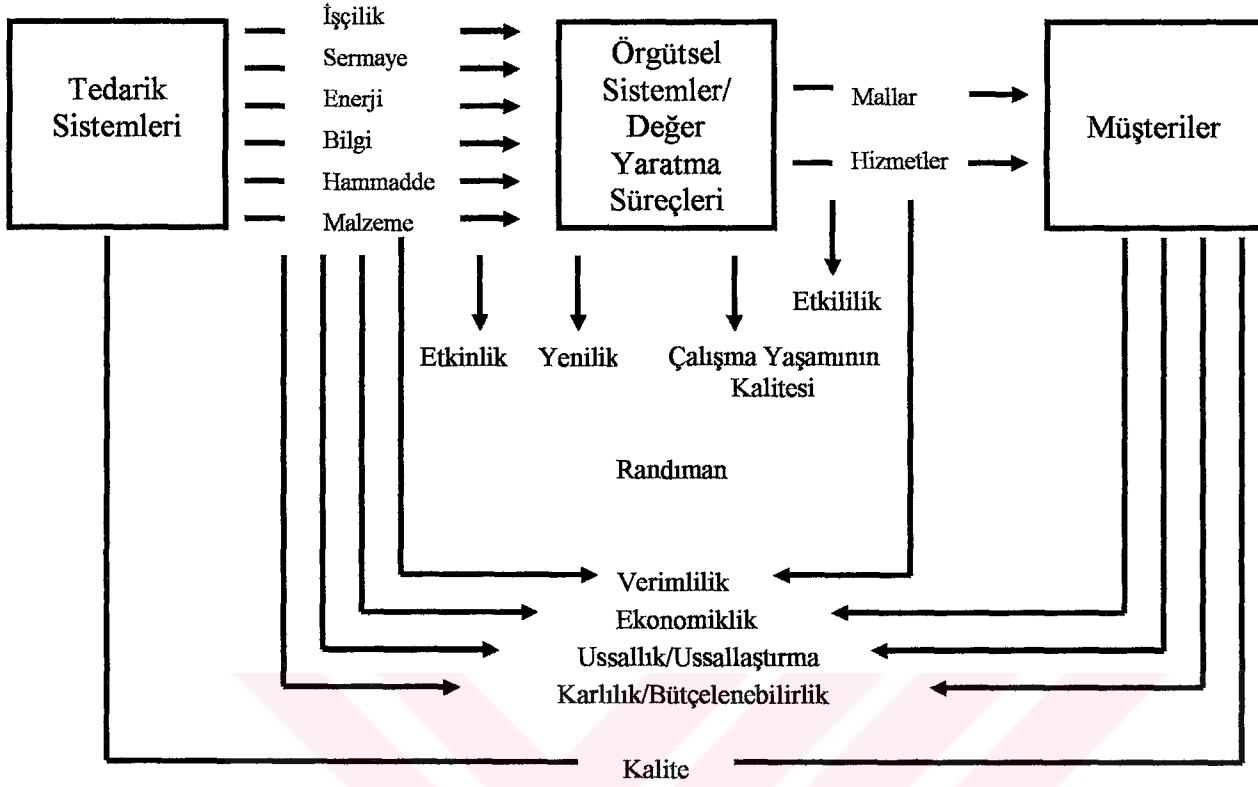 Tedarik
Sistemleri
İşçilik
Sermaye
Enerji
Bilgi
Hammadde
Malzeme
Örgütsel
Sistemler/
Değer
Yaratma
Süreçleri
Mallar
Hizmetler
Müşteriler
Etkililik
Etkinlik
Yenilik
Çalışma Yaşamının
Kalitesi
Randıman
Verimlilik
Ekonomiklik
Ussallık/Ussallaştırma
Karlılık/Bütçelenebilirlik
Kalite